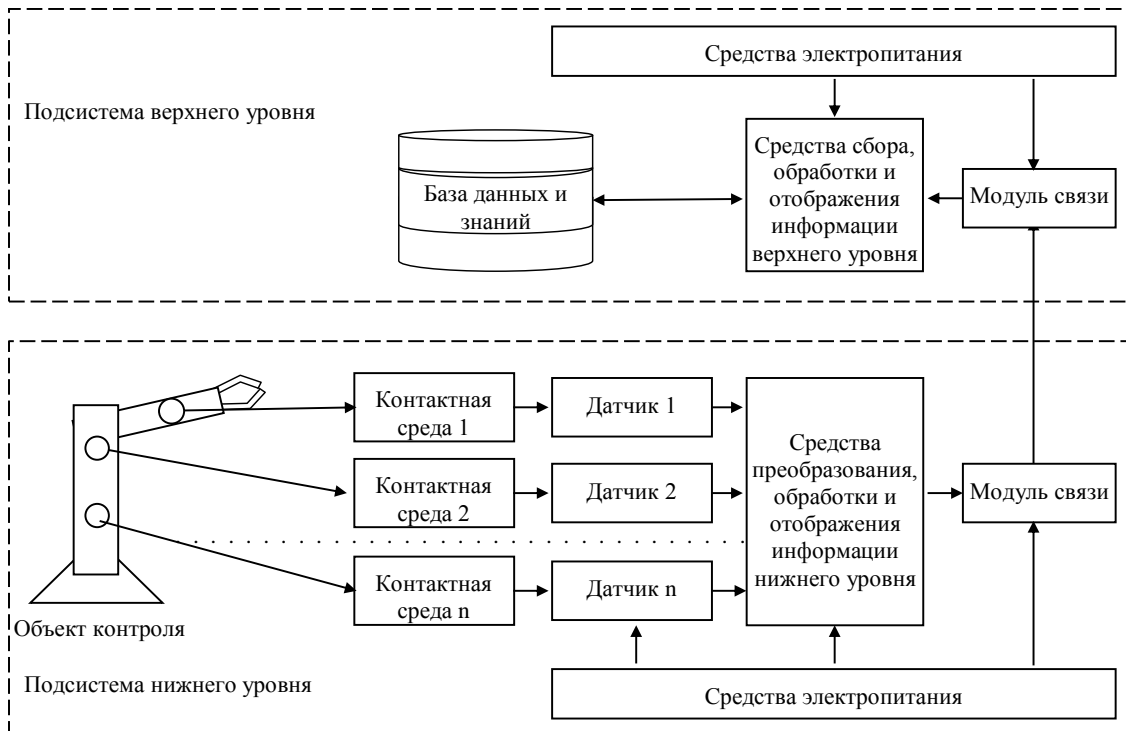 Средства электропитания
Подсистема верхнего уровня
База данных и
знаний
Средства сбора,
обработки и
отображения
информации
верхнего уровня
Модуль связи
Контактная
среда 1
Датчик 1
Контактная
среда 2
Датчик 2
Контактная
среда n
Датчик n
Средства
преобразования,
обработки и
отображения
информации
нижнего уровня
Модуль связи
Объект контроля
Подсистема нижнего уровня
Средства электропитания